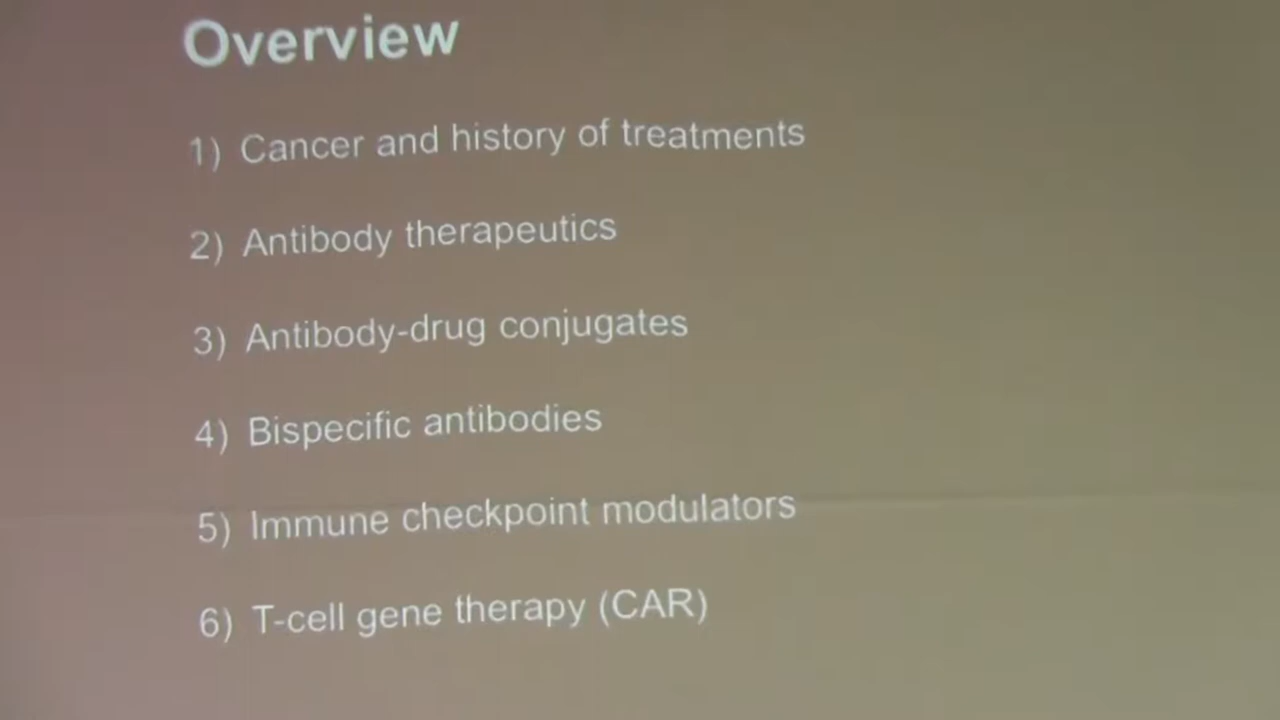 Overview
1) Cancer and history of treatments
2) Antibody therapeutics
3) Antibody-drug conjugates
4) Bispecific antibodies
5) Immune checkpoint modulators
6) T-cell gene therapy (CAR)